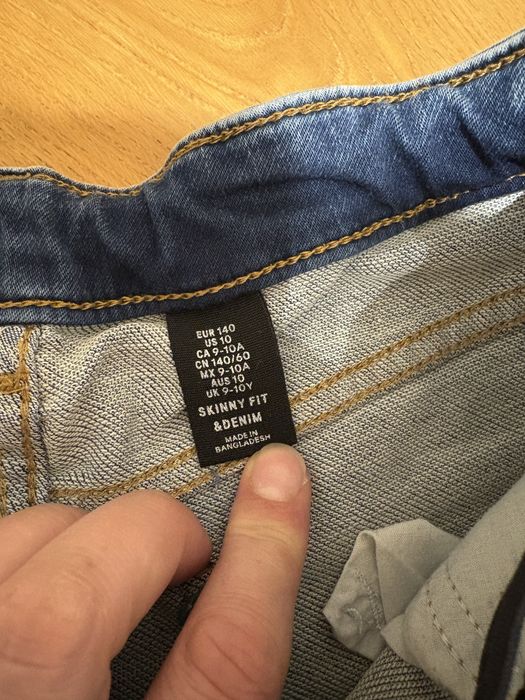 EUR 140
US 10
CA 9-10A
CN 140/60
MX 9-10A
AUS 10
UK 9-10Y
SKINNY FIT
&DENIM
MADE IN
BANGLADESH